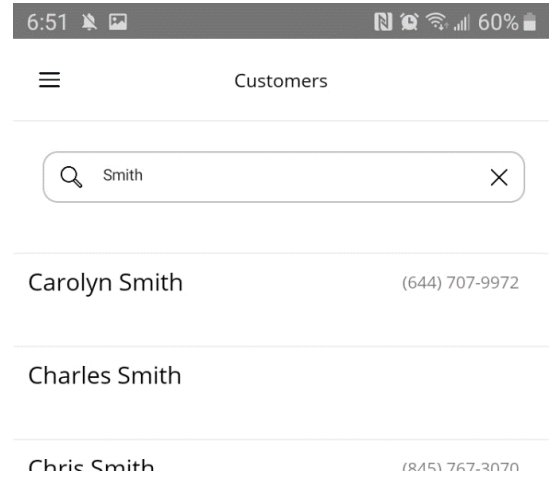 6:51 60%
Customers
Smith
Carolyn Smith (644) 707-9972
Charles Smith
Chris Smith (845) 767-3070